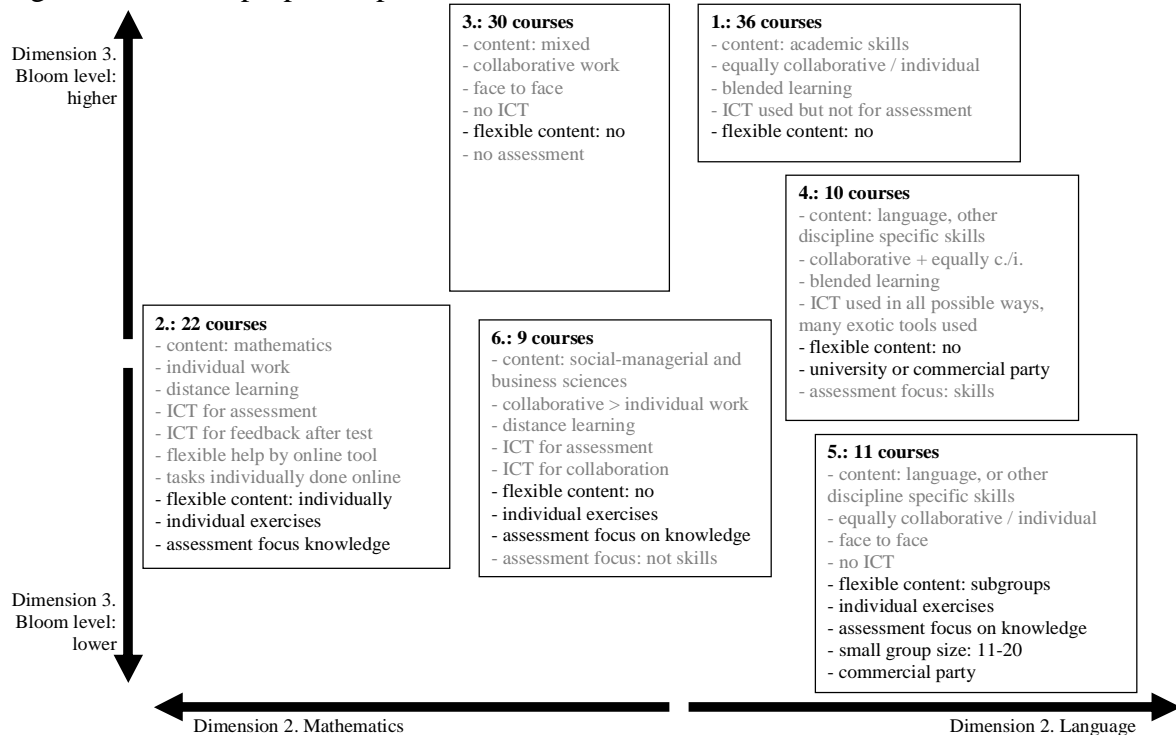 Dimension 3.
Bloom level:
higher
3.: 30 courses
- content: mixed
- collaborative work
- face to face
- no ICT
- flexible content: no
- no assessment
1.: 36 courses
- content: academic skills
- equally collaborative / individual
- blended learning
- ICT used but not for assessment
- flexible content: no
4.: 10 courses
- content: language, other
discipline specific skills
- collaborative + equally c./i.
- blended learning
- ICT used in all possible ways,
many exotic tools used
- flexible content: no
- university or commercial party
- assessment focus: skills
2.: 22 courses
- content: mathematics
- individual work
- distance learning
- ICT for assessment
- ICT for feedback after test
- flexible help by online tool
- tasks individually done online
- flexible content: individually
- individual exercises
- assessment focus knowledge
6.: 9 courses
- content: social-managerial and
business sciences
- collaborative > individual work
- distance learning
- ICT for assessment
- ICT for collaboration
- flexible content: no
- individual exercises
- assessment focus on knowledge
- assessment focus: not skills
5.: 11 courses
- content: language, or other
discipline specific skills
- equally collaborative / individual
- face to face
- no ICT
- flexible content: subgroups
- individual exercises
- assessment focus on knowledge
- small group size: 11-20
- commercial party
Dimension 3.
Bloom level:
lower
Dimension 2. Mathematics
Dimension 2. Language